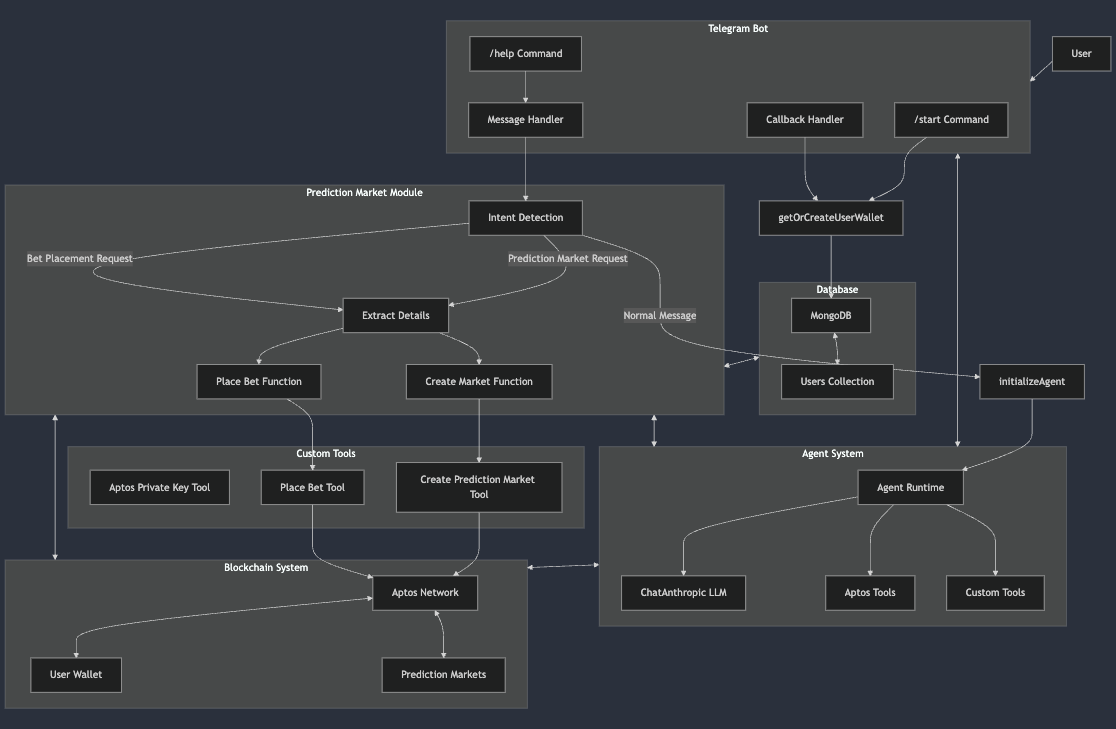 Telegram Bot
/help Command
User
Message Handler
Callback Handler
/start Command
Prediction Market Module
Intent Detection
getOrCreateUserWallet
Bet Placement Request
Prediction Market Request
Database
Extract Details
Normal Message
MongoDB
Place Bet Function
Create Market Function
Users Collection
initializeAgent
Custom Tools
Agent System
Aptos Private Key Tool
Place Bet Tool
Create Prediction Market
Tool
Agent Runtime
Blockchain System
Aptos Network
ChatAnthropic LLM
Aptos Tools
Custom Tools
User Wallet
Prediction Markets